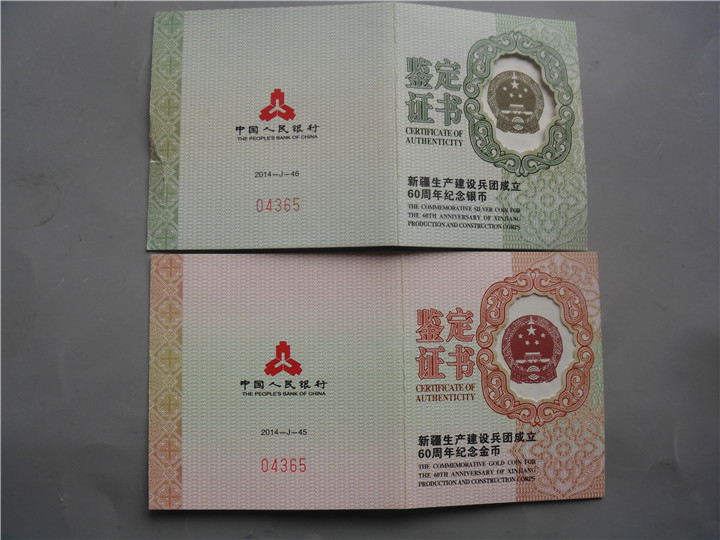 中国人民银行
THE PEOPLE'S BANK OF CHINA
2014-J-46
04365
鉴定
证书
CERTIFICATE OF
AUTHENTICITY
新疆生产建设兵团成立
60周年纪念银币
THE COMMEMORATIVE SILVER COIN FOR
THE 60TH ANNIVERSARY OF XINJIANG
PRODUCTION AND CONSTRUCTION CORPS
中国人民银行
THE PEOPLE'S BANK OF CHINA
2014-J-45
04365
鉴定
证书
CERTIFICATE OF
AUTHENTICITY
新疆生产建设兵团成立
60周年纪念金币
THE COMMEMORATIVE GOLD COIN FOR
THE 60TH ANNIVERSARY OF XINJIANG
PRODUCTION AND CONSTRUCTION CORPS